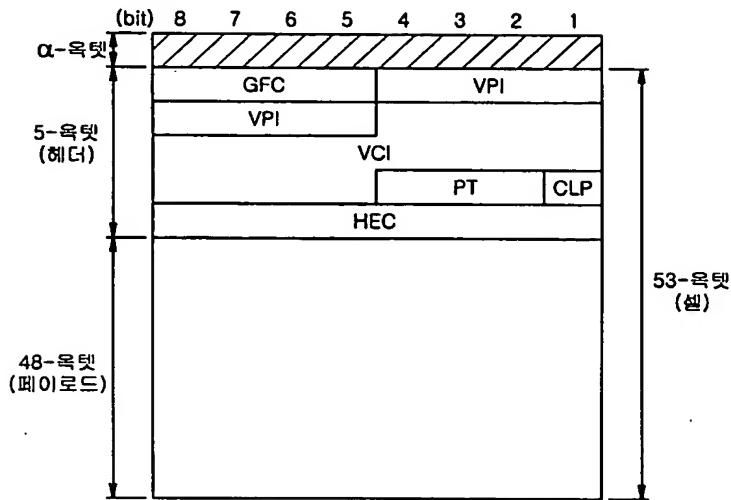 (bit) 8 7 6 5 4 3 2 1
α-옥텟
GFC VPI
VPI
5-옥텟
(헤더)
VCI
PT CLP
HEC
53-옥텟
(셀)
48-옥텟
(페이로드)